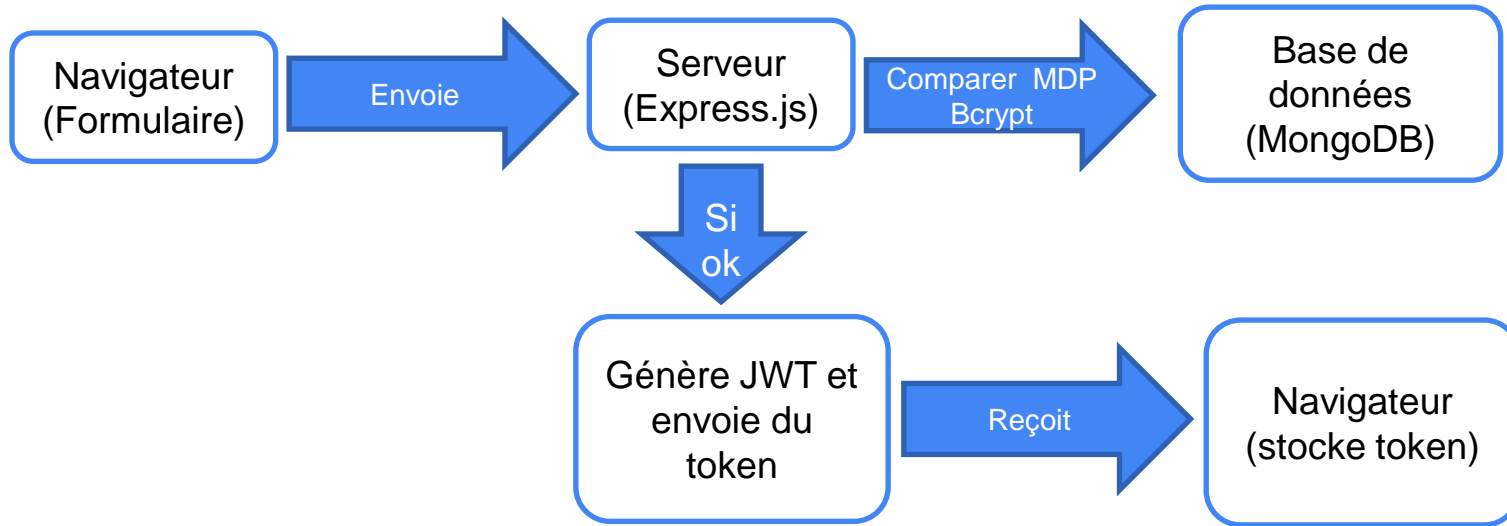 Navigateur
(Formulaire)
Envoie
Serveur
(Express.js)
Comparer MDP
Bcrypt
Base de
données
(MongoDB)
Si
ok
Génère JWT et
envoie du
token
Reçoit
Navigateur
(stocke token)